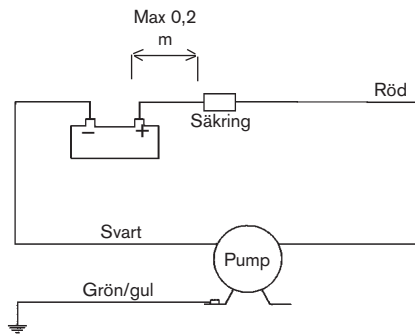 Max 0,2
m
Röd
− +
Säkring
Svart
Pump
Grön/gul